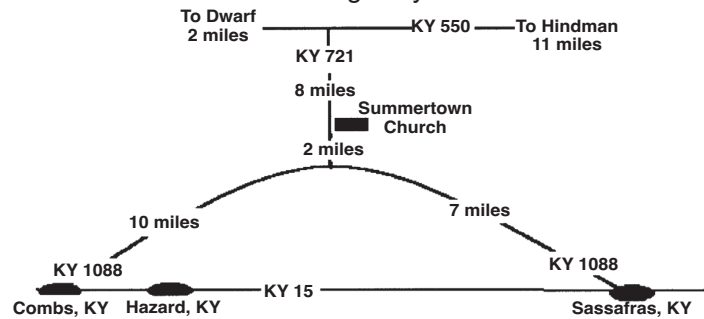 To Dwarf
2 miles
KY 550
To Hindman
11 miles
KY 721
8 miles
Summertown
Church
2 miles
10 miles
7 miles
KY 1088
KY 1088
KY 15
Combs, KY
Hazard, KY
Sassafras, KY